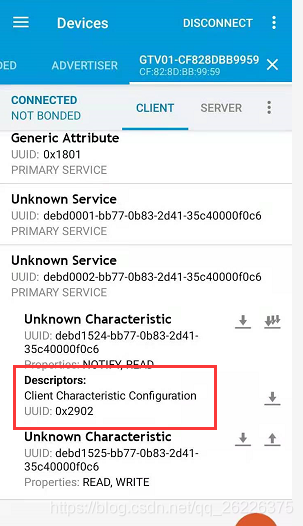 Devices
DISCONNECT
DED
ADVERTISER
GTV01-CF828DBB9959
CF:82:8D:BB:99:59
CONNECTED
NOT BONDED
CLIENT
SERVER
Generic Attribute
UUID: 0x1801
PRIMARY SERVICE
Unknown Service
UUID: debd0001-bb77-0b83-2d41-35c40000f0c6
PRIMARY SERVICE
Unknown Service
UUID: debd0002-bb77-0b83-2d41-35c40000f0c6
PRIMARY SERVICE
Unknown Characteristic
UUID: debd1524-bb77-0b83-2d41-
35c40000f0c6
Properties: NOTIFY, READ
Descriptors:
Client Characteristic Configuration
UUID: 0x2902
Unknown Characteristic
UUID: debd1525-bb77-0b83-2d41-
35c40000f0c6
Properties: READ, WRITE
https://blog.csdn.net/qq_26226375